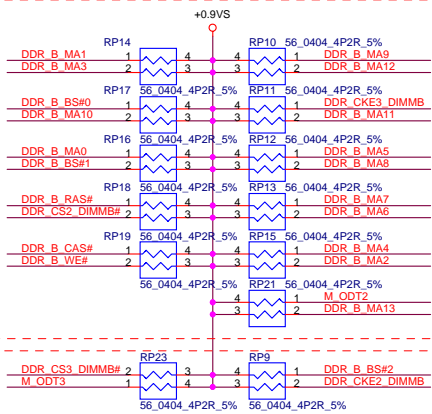 +0.9VS
RP14 RP10 56_0404_4P2R_5%
DDR_B_MA1 1 4 4 1 DDR_B_MA9
DDR_B_MA3 2 3 3 2 DDR_B_MA12
RP17 56_0404_4P2R_5% RP11 56_0404_4P2R_5%
DDR_B_BS#0 1 4 4 1 DDR_CKE3_DIMMB
DDR_B_MA10 2 3 3 2 DDR_B_MA11
RP16 56_0404_4P2R_5% RP12 56_0404_4P2R_5%
DDR_B_MA0 1 4 4 1 DDR_B_MA5
DDR_B_BS#1 2 3 3 2 DDR_B_MA8
RP18 56_0404_4P2R_5% RP13 56_0404_4P2R_5%
DDR_B_RAS# 1 4 4 1 DDR_B_MA7
DDR_CS2_DIMMB# 2 3 3 2 DDR_B_MA6
RP19 56_0404_4P2R_5% RP15 56_0404_4P2R_5%
DDR_B_CAS# 1 4 4 1 DDR_B_MA4
DDR_B_WE# 2 3 3 2 DDR_B_MA2
56_0404_4P2R_5% RP21 56_0404_4P2R_5%
4 1 M_ODT2
3 2 DDR_B_MA13
RP23 RP9
DDR_CS3_DIMMB# 2 3 4 1 DDR_B_BS#2
M_ODT3 1 4 3 2 DDR_CKE2_DIMMB
56_0404_4P2R_5% 56_0404_4P2R_5%